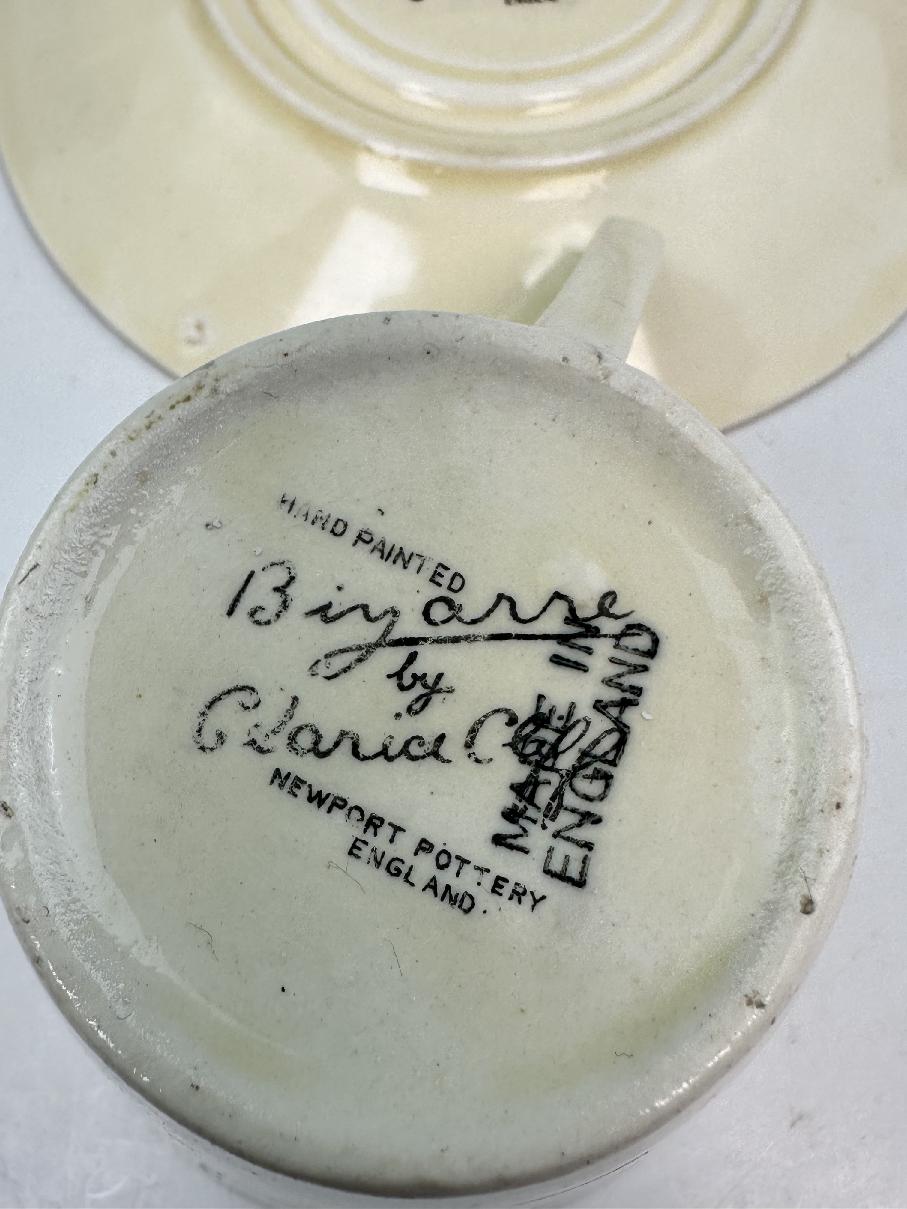 HAND PAINTED
Bizarre
by
Clarice Cliff
NEWPORT POTTERY
ENGLAND.
MADE IN
ENGLAND